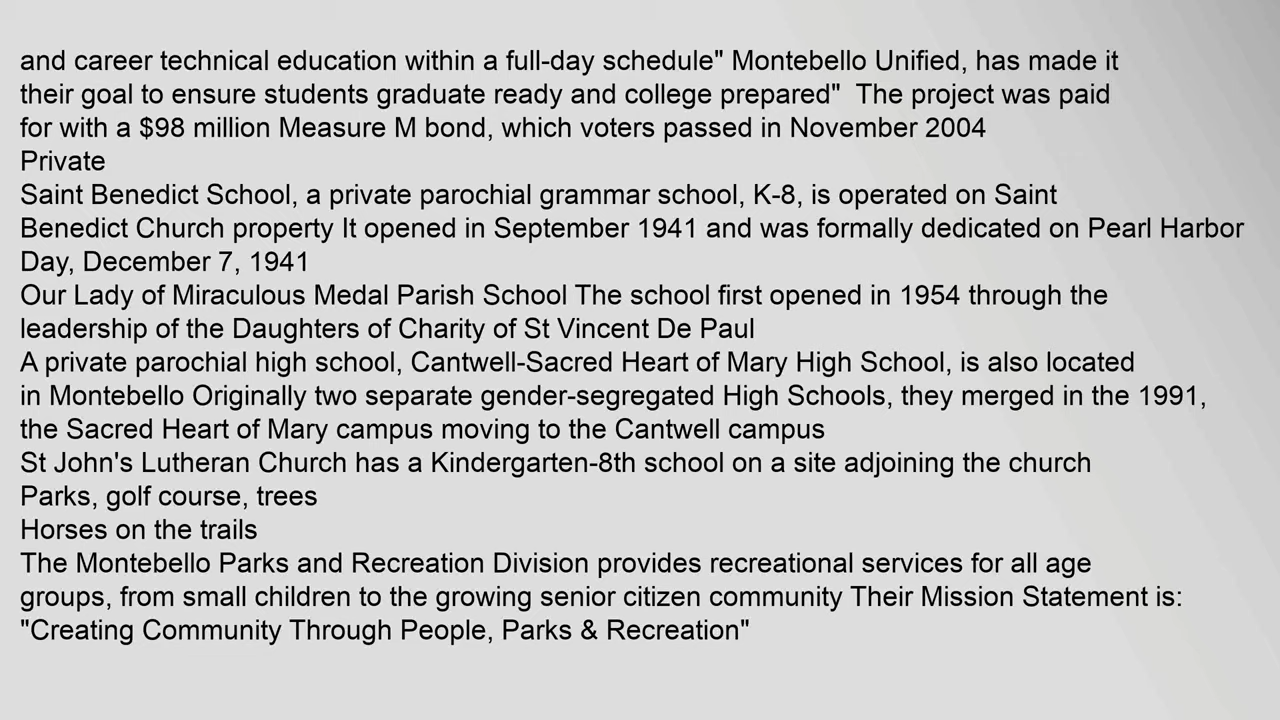 and career technical education within a full-day schedule" Montebello Unified, has made it
their goal to ensure students graduate ready and college prepared"  The project was paid
for with a $98 million Measure M bond, which voters passed in November 2004
Private
Saint Benedict School, a private parochial grammar school, K-8, is operated on Saint
Benedict Church property It opened in September 1941 and was formally dedicated on Pearl Harbor
Day, December 7, 1941
Our Lady of Miraculous Medal Parish School The school first opened in 1954 through the
leadership of the Daughters of Charity of St Vincent De Paul
A private parochial high school, Cantwell-Sacred Heart of Mary High School, is also located
in Montebello Originally two separate gender-segregated High Schools, they merged in the 1991,
the Sacred Heart of Mary campus moving to the Cantwell campus
St John's Lutheran Church has a Kindergarten-8th school on a site adjoining the church
Parks, golf course, trees
Horses on the trails
The Montebello Parks and Recreation Division provides recreational services for all age
groups, from small children to the growing senior citizen community Their Mission Statement is:
"Creating Community Through People, Parks & Recreation"